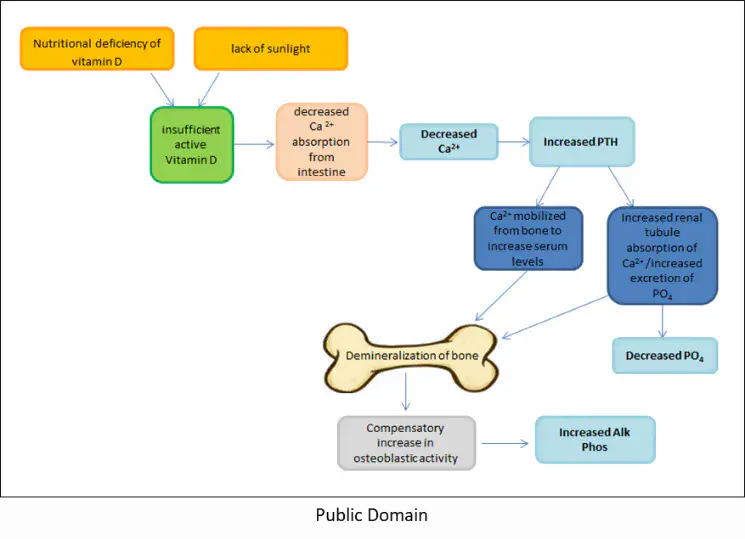 Nutritional deficiency of
vitamin D
lack of sunlight
insufficient
active
Vitamin D
decreased
Ca ²⁺
absorption
from
intestine
Decreased
Ca²⁺
Increased PTH
Ca²⁺ mobilized
from bone to
increase serum
levels
Increased renal
tubule
absorption of
Ca²⁺/increased
excretion of
PO₄
Demineralization of bone
Decreased PO₄
Compensatory
increase in
osteoblastic activity
Increased Alk
Phos
Public Domain